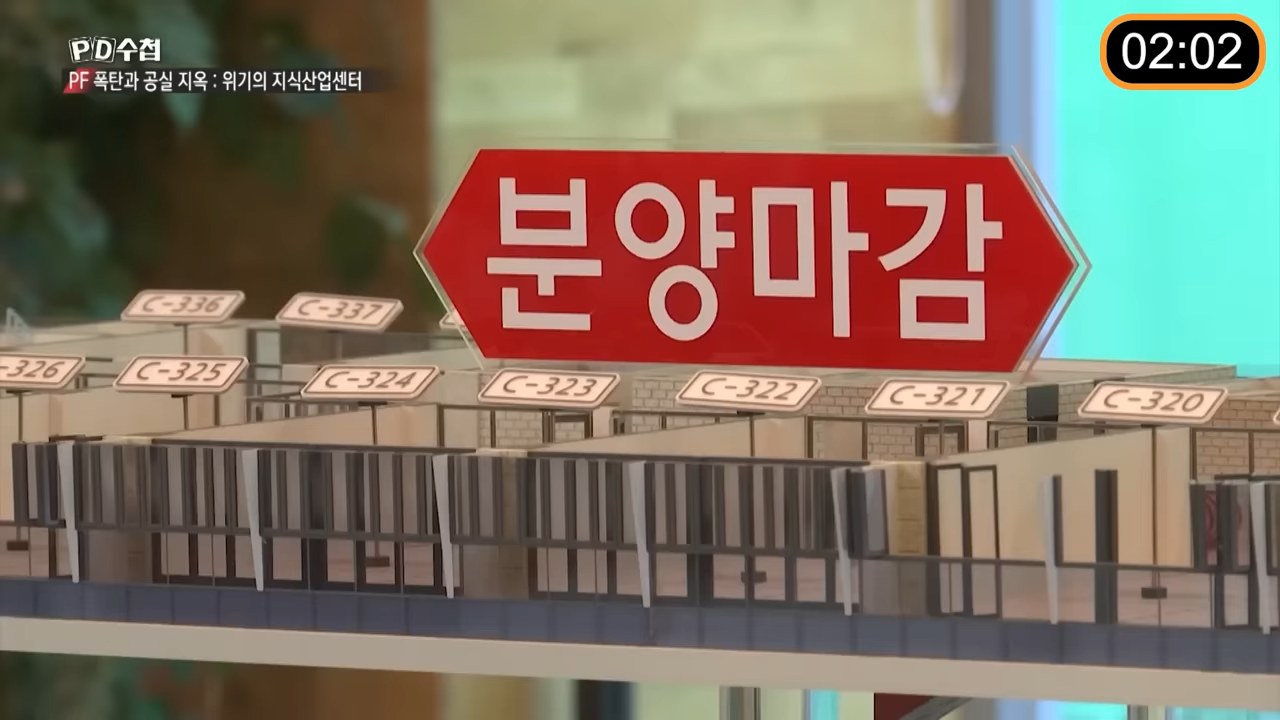 PD수첩
PF 폭탄과 공실 지옥 : 위기의 지식산업센터
02:02
분양마감
C-336
C-337
-326
C-325
C-324
C-323
C-322
C-321
C-320